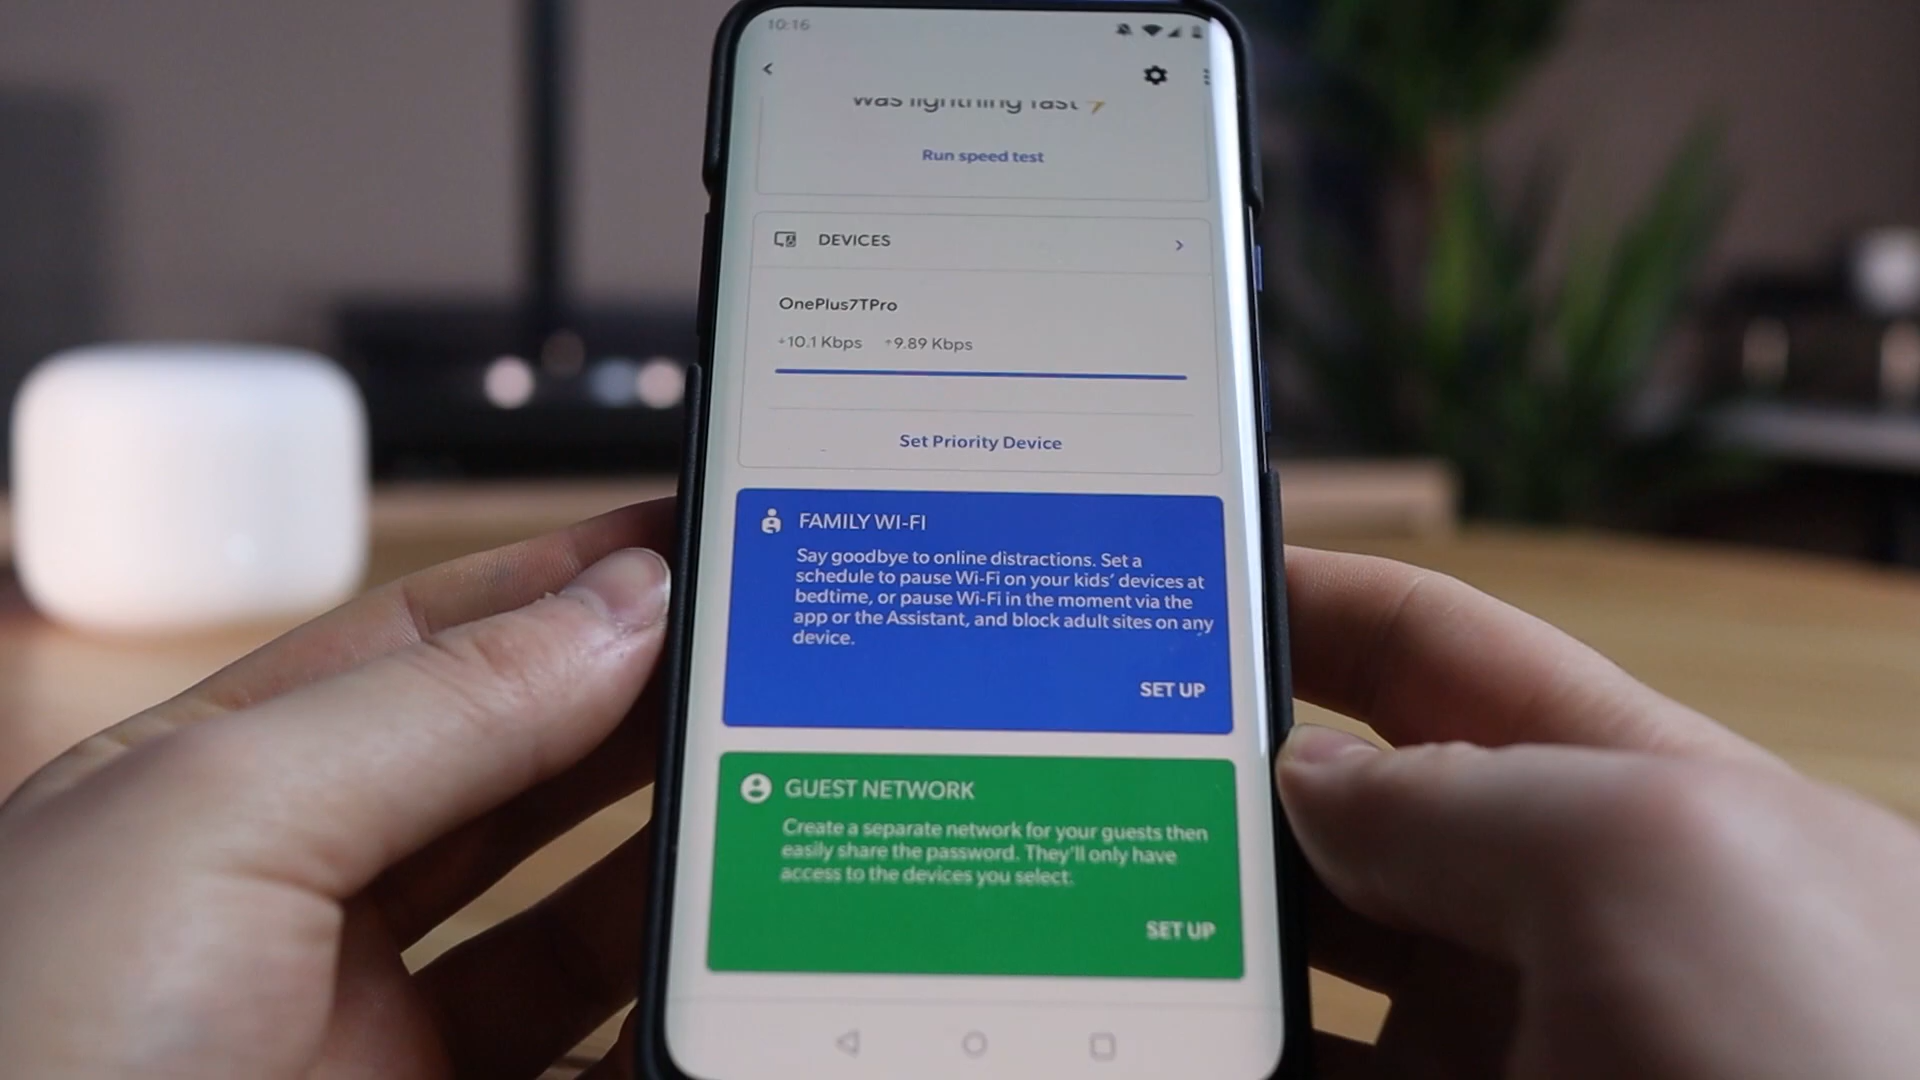 10:16
was lightning fast
Run speed test
DEVICES
OnePlus7TPro
↓10.1 Kbps ↑9.89 Kbps
Set Priority Device
FAMILY WI-FI
Say goodbye to online distractions. Set a
schedule to pause Wi-Fi on your kids' devices at
bedtime, or pause Wi-Fi in the moment via the
app or the Assistant, and block adult sites on any
device.
SET UP
GUEST NETWORK
Create a separate network for your guests then
easily share the password. They'll only have
access to the devices you select.
SET UP